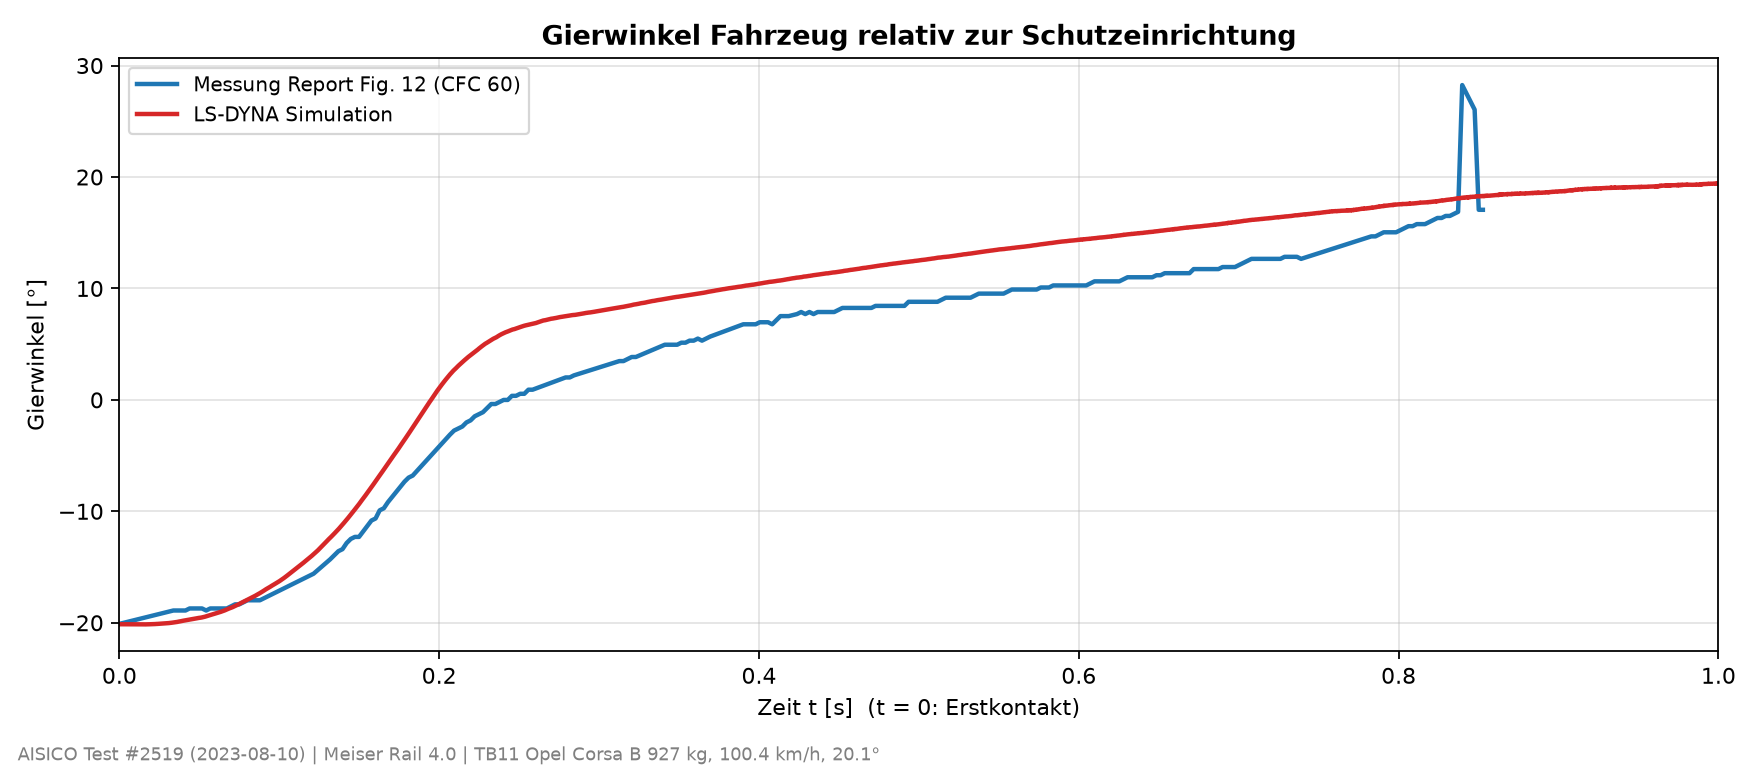 Gierwinkel Fahrzeug relativ zur Schutzeinrichtung
Messung Report Fig. 12 (CFC 60)
LS-DYNA Simulation
Gierwinkel [°]
30
20
10
0
−10
−20
0.0 0.2 0.4 0.6 0.8 1.0
Zeit t [s]  (t = 0: Erstkontakt)
AISICO Test #2519 (2023-08-10) | Meiser Rail 4.0 | TB11 Opel Corsa B 927 kg, 100.4 km/h, 20.1°